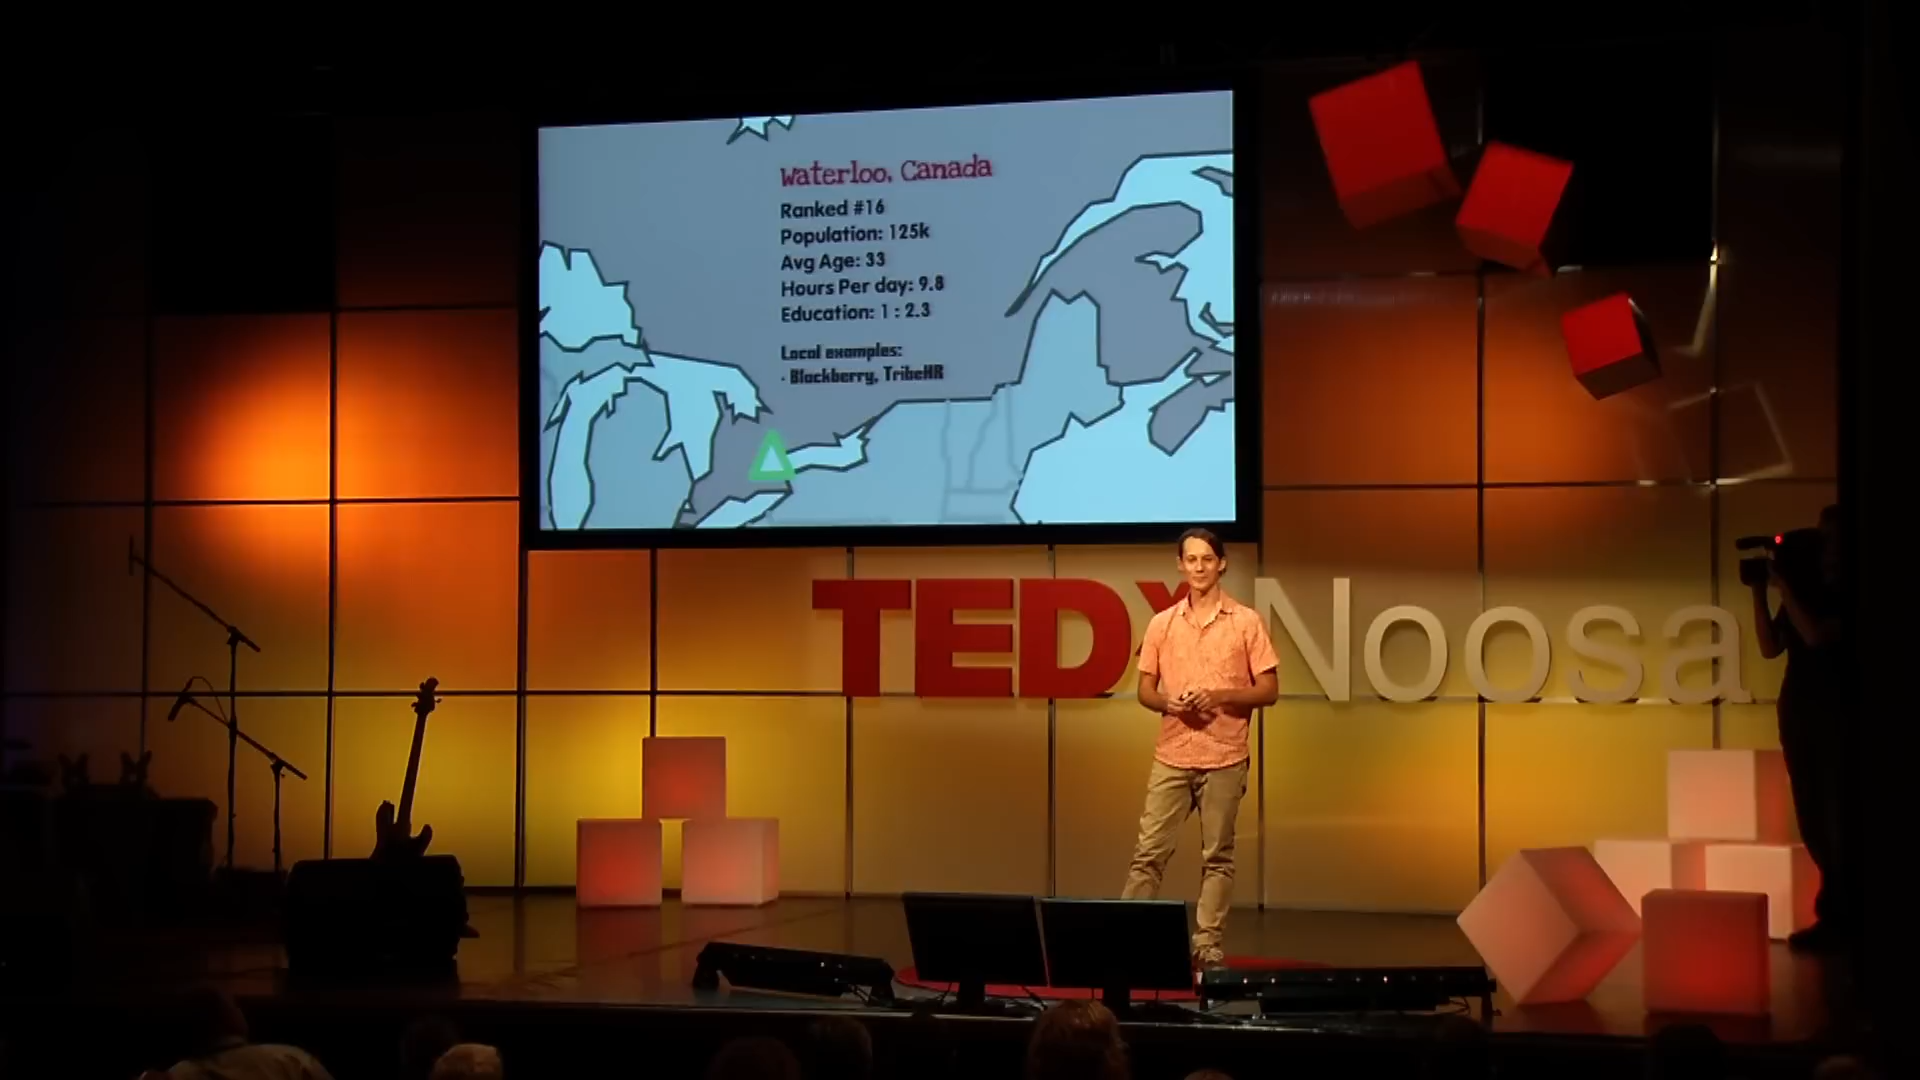 Waterloo, Canada
Ranked #16
Population: 125k
Avg Age: 33
Hours Per day: 9.8
Education: 1 : 2.3
Local examples:
- Blackberry, TribeHR
TEDx Noosa